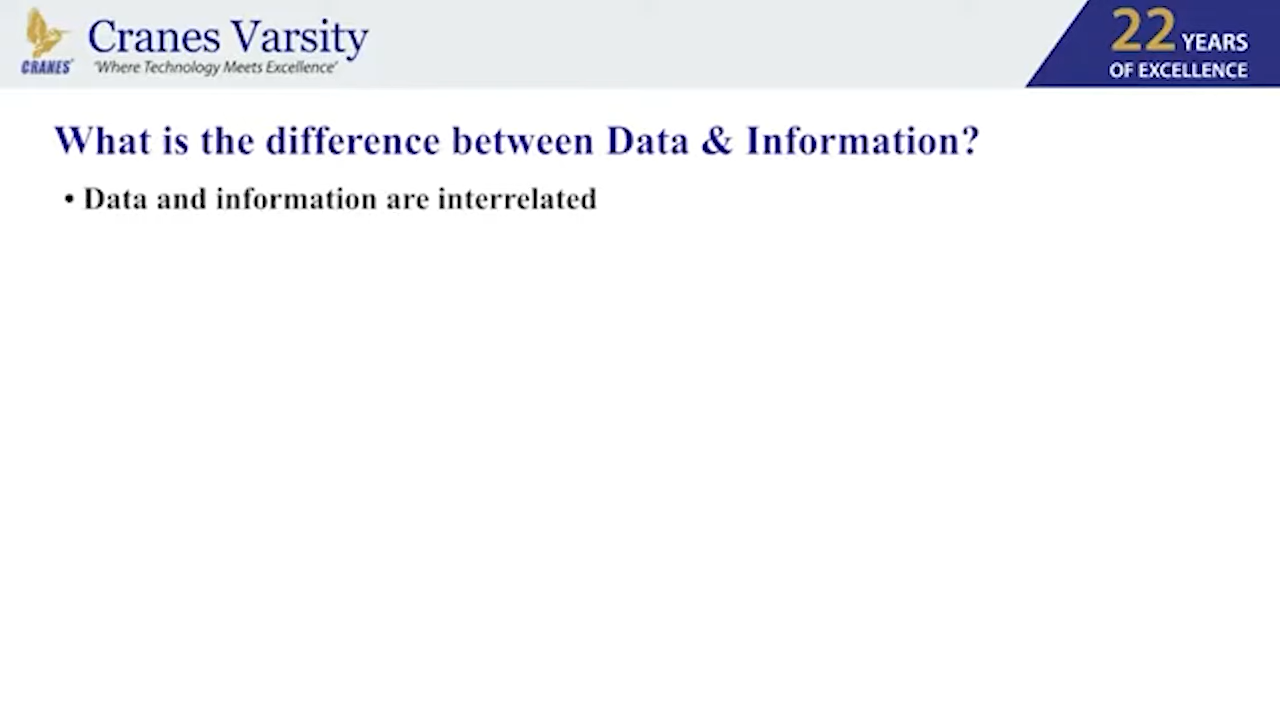 Cranes Varsity
"Where Technology Meets Excellence"
CRANES
22 YEARS
OF EXCELLENCE
What is the difference between Data & Information?
• Data and information are interrelated